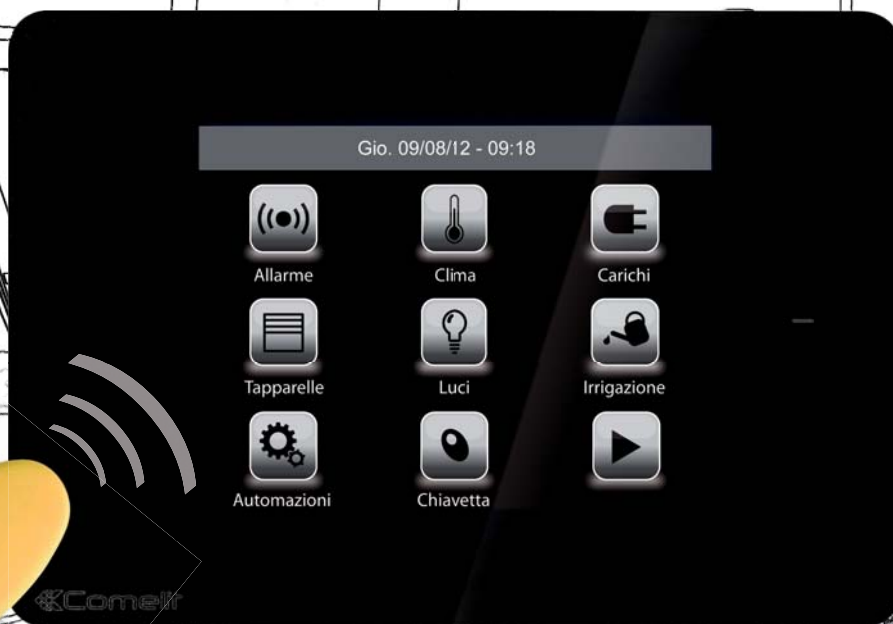 Gio. 09/08/12 - 09:18
Allarme Clima Carichi
Tapparelle Luci Irrigazione
Automazioni Chiavetta
Comelit